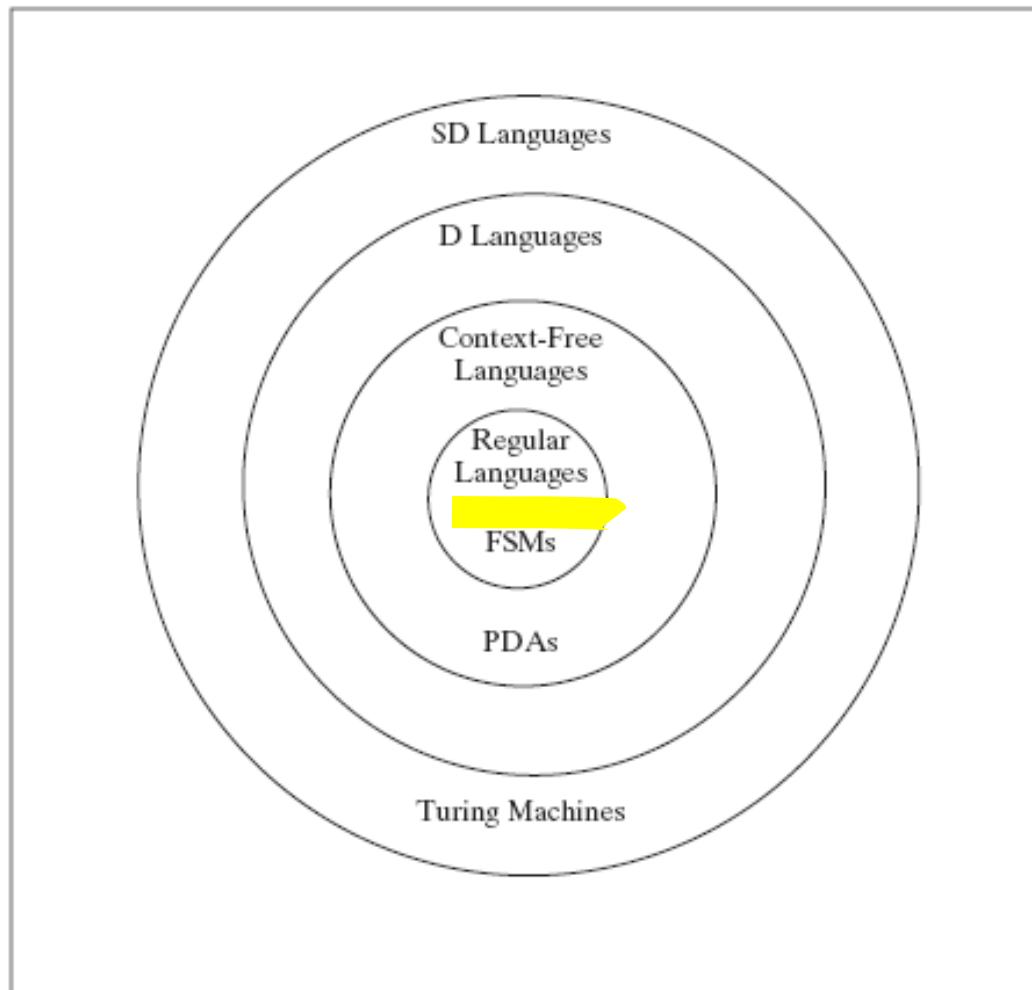 SD Languages
D Languages
Context-Free
Languages
Regular
Languages
FSMs
PDAs
Turing Machines